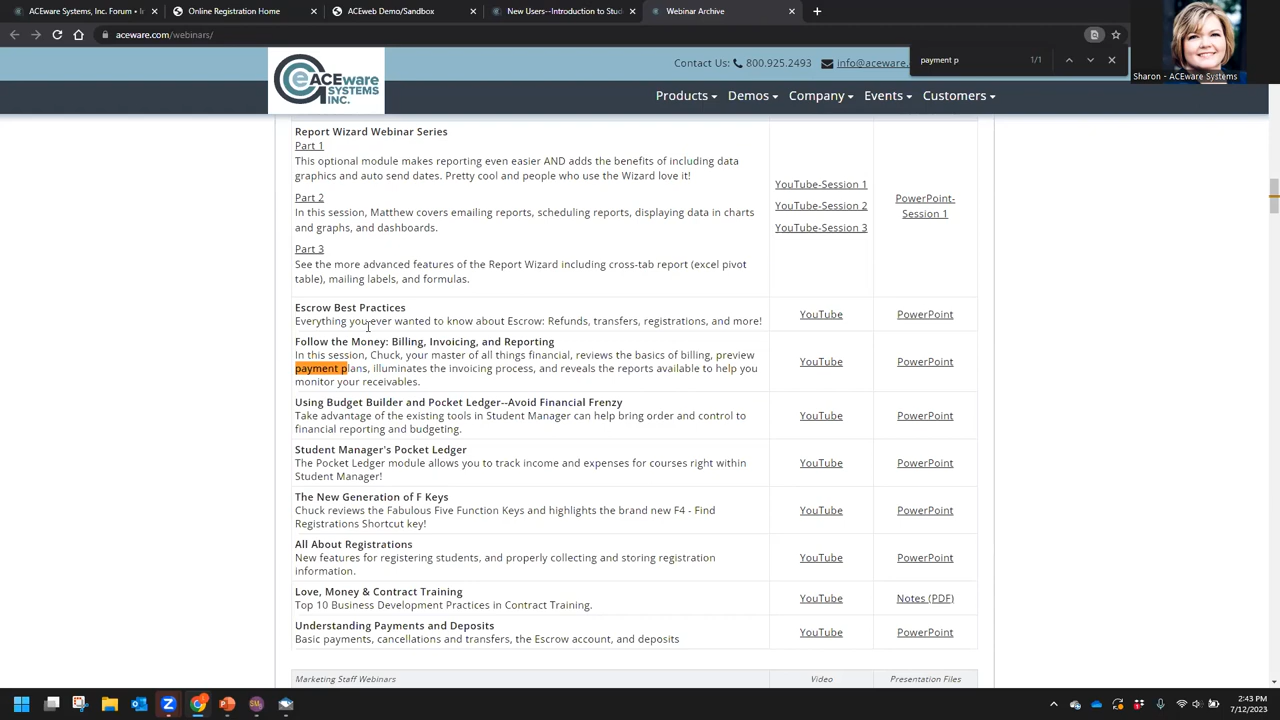 ACEware Systems, Inc. Forums • I
Online Registration Home
ACEweb Demo/Sandbox
New Users--Introduction to Stud
Webinar Archive
aceware.com/webinars/
payment p
1/1
Sharon - ACEware Systems
ACEware SYSTEMS INC.
Contact Us: 800.925.2493 info@aceware.
Products Demos Company Events Customers
Report Wizard Webinar Series
Part 1
This optional module makes reporting even easier AND adds the benefits of including data
graphics and auto send dates. Pretty cool and people who use the Wizard love it!
Part 2
In this session, Matthew covers emailing reports, scheduling reports, displaying data in charts
and graphs, and dashboards.
Part 3
See the more advanced features of the Report Wizard including cross-tab report (excel pivot
table), mailing labels, and formulas.
YouTube-Session 1
YouTube-Session 2
YouTube-Session 3
PowerPoint-
Session 1
Escrow Best Practices
Everything you ever wanted to know about Escrow: Refunds, transfers, registrations, and more!
YouTube
PowerPoint
Follow the Money: Billing, Invoicing, and Reporting
In this session, Chuck, your master of all things financial, reviews the basics of billing, preview
payment plans, illuminates the invoicing process, and reveals the reports available to help you
monitor your receivables.
YouTube
PowerPoint
Using Budget Builder and Pocket Ledger--Avoid Financial Frenzy
Take advantage of the existing tools in Student Manager can help bring order and control to
financial reporting and budgeting.
YouTube
PowerPoint
Student Manager's Pocket Ledger
The Pocket Ledger module allows you to track income and expenses for courses right within
Student Manager!
YouTube
PowerPoint
The New Generation of F Keys
Chuck reviews the Fabulous Five Function Keys and highlights the brand new F4 - Find
Registrations Shortcut key!
YouTube
PowerPoint
All About Registrations
New features for registering students, and properly collecting and storing registration
information.
YouTube
PowerPoint
Love, Money & Contract Training
Top 10 Business Development Practices in Contract Training.
YouTube
Notes (PDF)
Understanding Payments and Deposits
Basic payments, cancellations and transfers, the Escrow account, and deposits
YouTube
PowerPoint
Marketing Staff Webinars
Video
Presentation Files
2:43 PM
7/12/2023